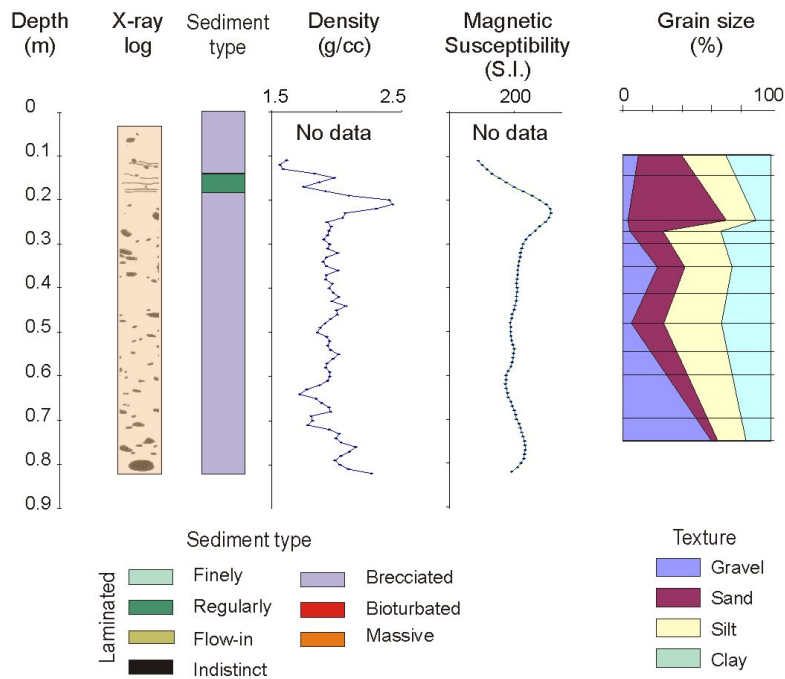 Depth
(m)
X-ray
log
Sediment
type
Density
(g/cc)
Magnetic
Susceptibility
(S.I.)
Grain size
(%)
1.5 2.5
200
0 100
0
0.1
0.2
0.3
0.4
0.5
0.6
0.7
0.8
0.9
No data
No data
Sediment type
Laminated
Finely
Regularly
Flow-in
Indistinct
Brecciated
Bioturbated
Massive
Texture
Gravel
Sand
Silt
Clay